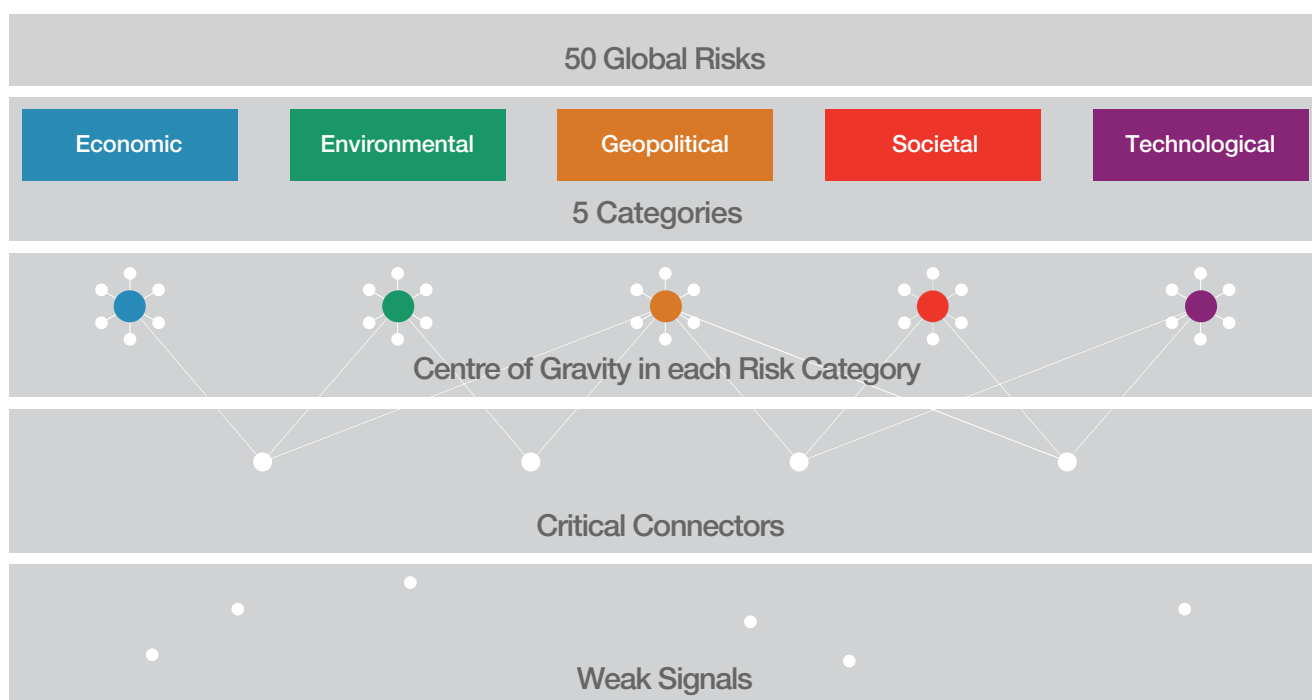 50 Global Risks
Economic
Environmental
Geopolitical
Societal
Technological
5 Categories
Centre of Gravity in each Risk Category
Critical Connectors
Weak Signals